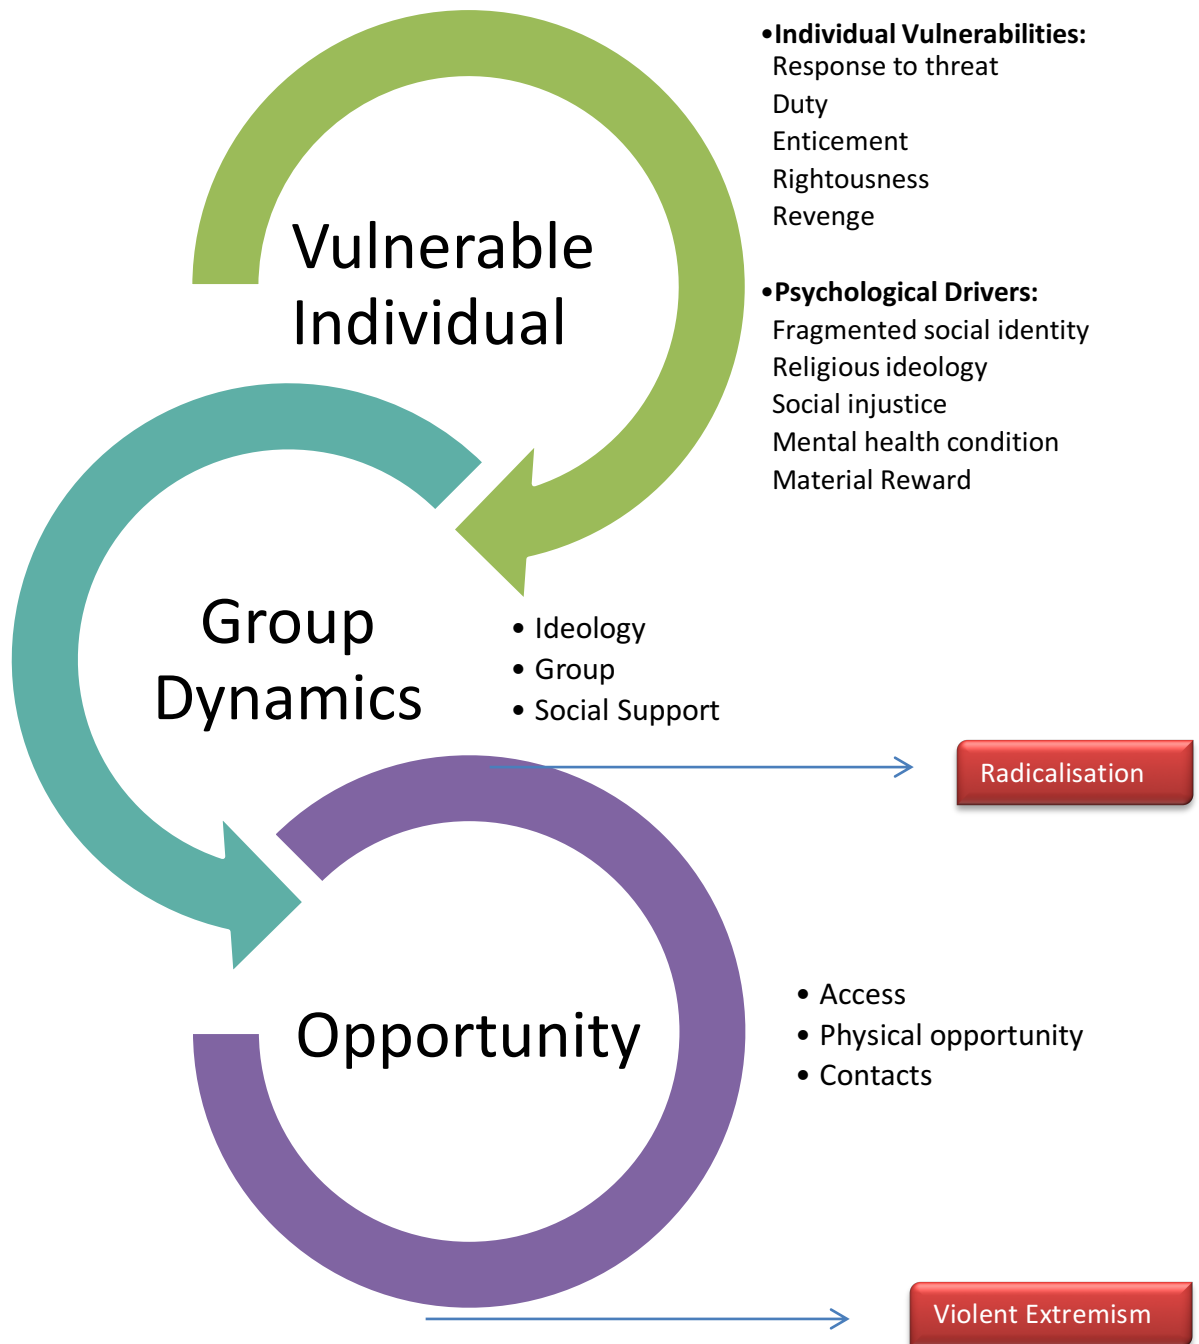 •Individual Vulnerabilities:
Response to threat
Duty
Enticement
Rightousness
Revenge
•Psychological Drivers:
Fragmented social identity
Religious ideology
Social injustice
Mental health condition
Material Reward
Vulnerable
Individual
Group
Dynamics
• Ideology
• Group
• Social Support
Radicalisation
Opportunity
• Access
• Physical opportunity
• Contacts
Violent Extremism